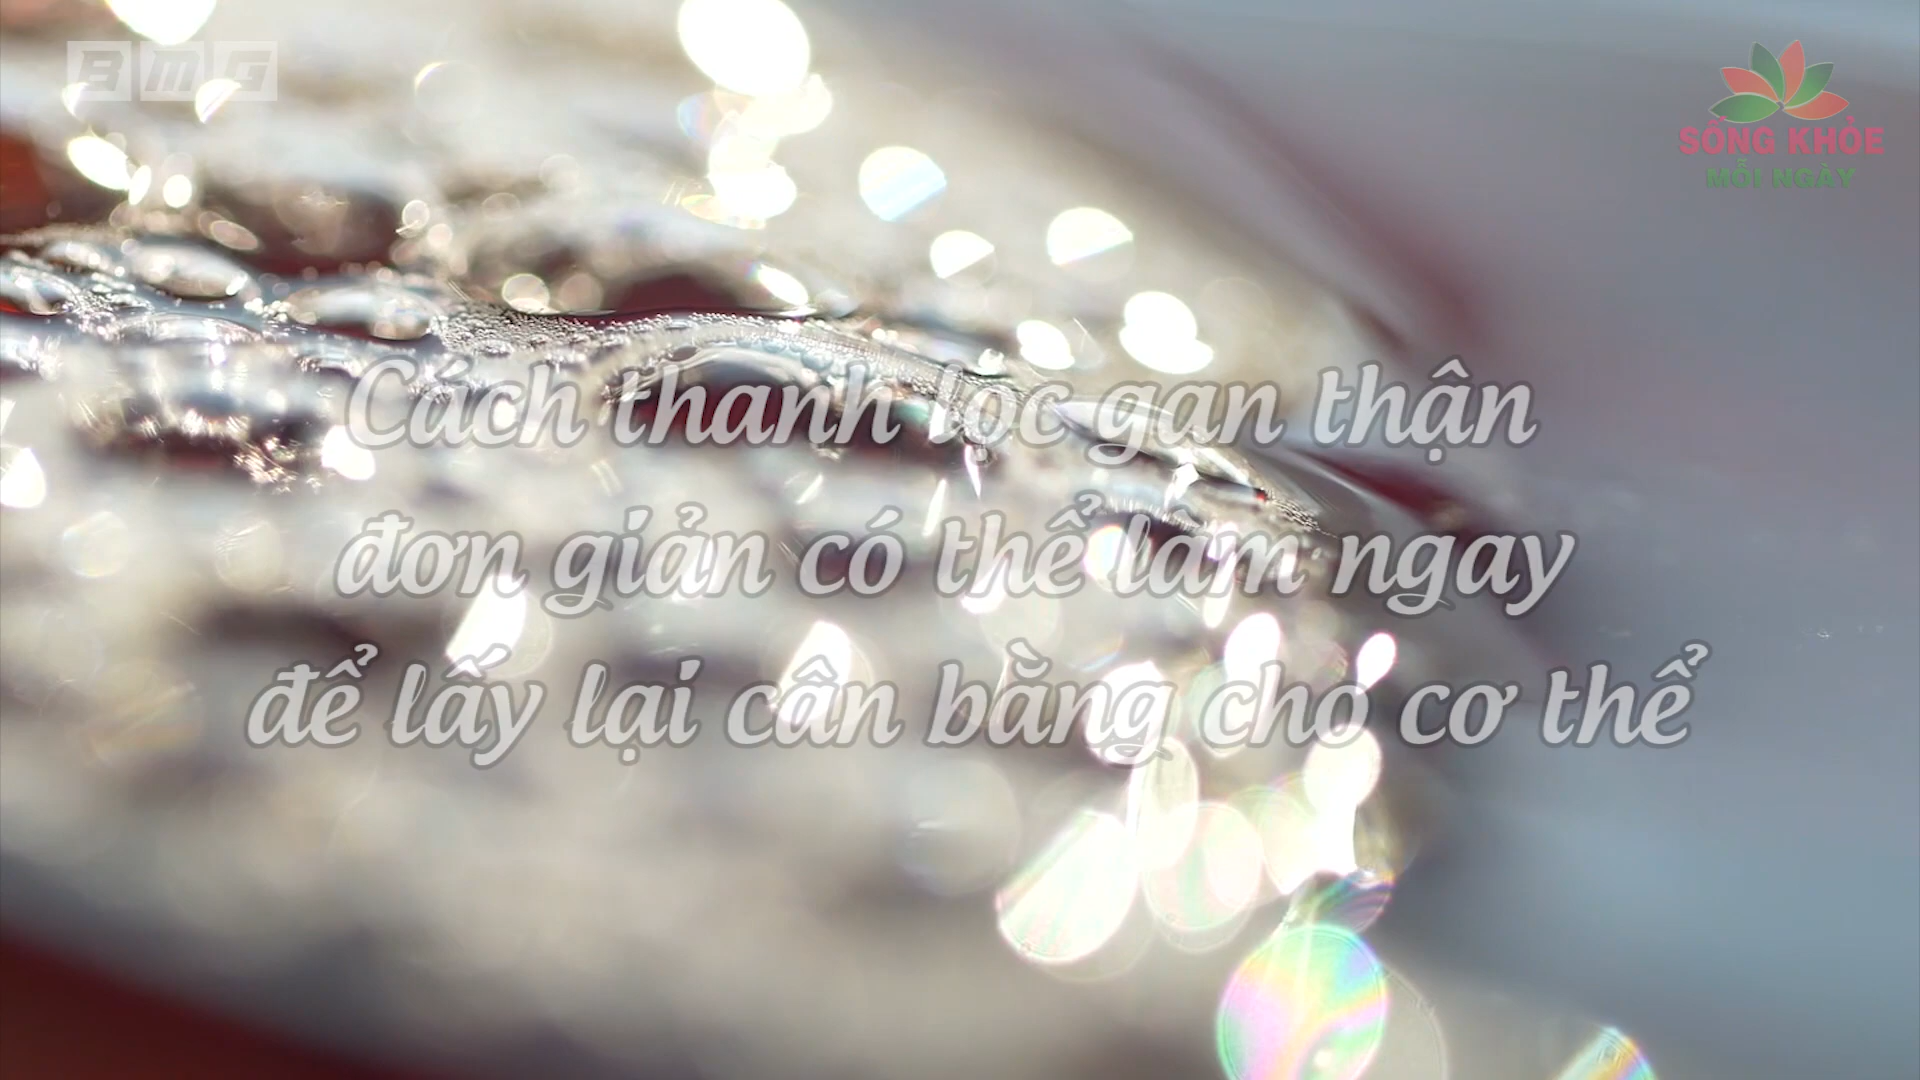 BMG
SỐNG KHỎE
MỖI NGÀY
Cách thanh lọc gan thận
đơn giản có thể làm ngay
để lấy lại cân bằng cho cơ thể